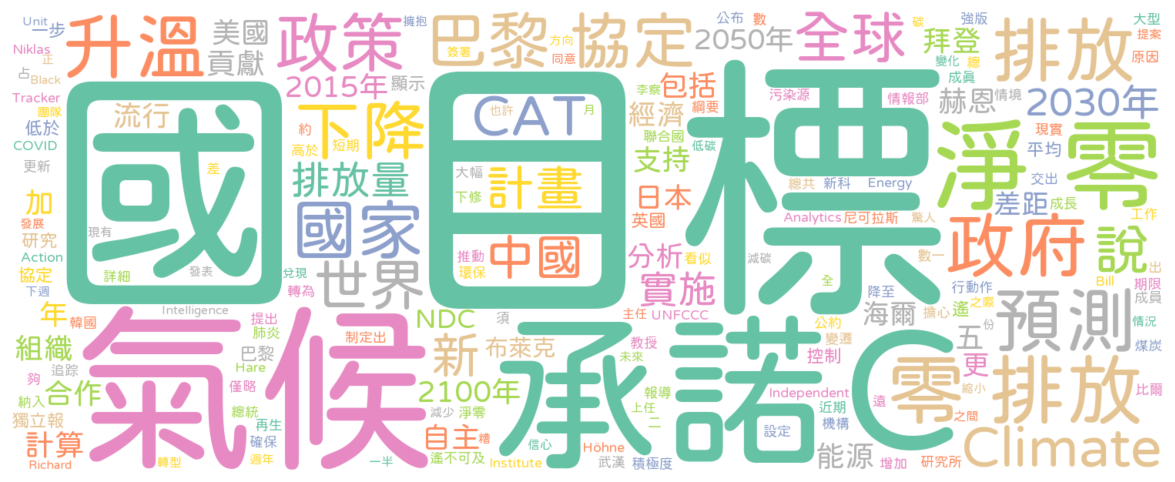 Unit
一步
擁抱
公布
數
碳
強版
大型
提案
升溫
美國
政策
巴黎協定
簽署
方向
同意
2050年
全球
拜登
變化
總
成員
排放
原因
Niklas
正
占
Black
貢獻
2015年
顯示
李察
包括
綱要
污染源
情報部
赫恩
情境
2030年
Tracker
團隊
低於
COVID
更新
流行
國
目標
CAT
也許
月
下降
約
高於
短期
經濟
聯合國
低碳
支持
淨零
現實
平均
交出
差
排放量
大幅
下修
計畫
日本
英國
總共
新科
Energy
差距
成長
加
發展
研究
Action
協定
下週
現有
詳細
發表
國家
推動
環保
中國
分析
看似
Analytics
尼可拉斯
驚人
數一
政府
說
工作
出
期限
成員
Bill
兌現
轉為
世界
實施
減碳
全
降至
行動作
之窗
擔心
遙
年
韓國
Intelligence
提出
肺炎
制定出
NDC
須
主任
UNFCCC
公約
變遷
海爾
五
份
預測
情況
煤炭
組織
追踪
夠
納入
合作
巴黎
Hare
僅略
氣候
新
布萊克
承諾
教授
未來
控制
C
更
縮小
比爾
獨立報
總統
再生
2100年
減少
淨零
報導
上任
二
Independent
近期
機構
零
遠
之間
排放
計算
Richard
轉型
確保
週年
一半
自主
糟
遙不可及
信心
Institute
Höhne
武漢
積極度
設定
能源
增加
研究所
Climate